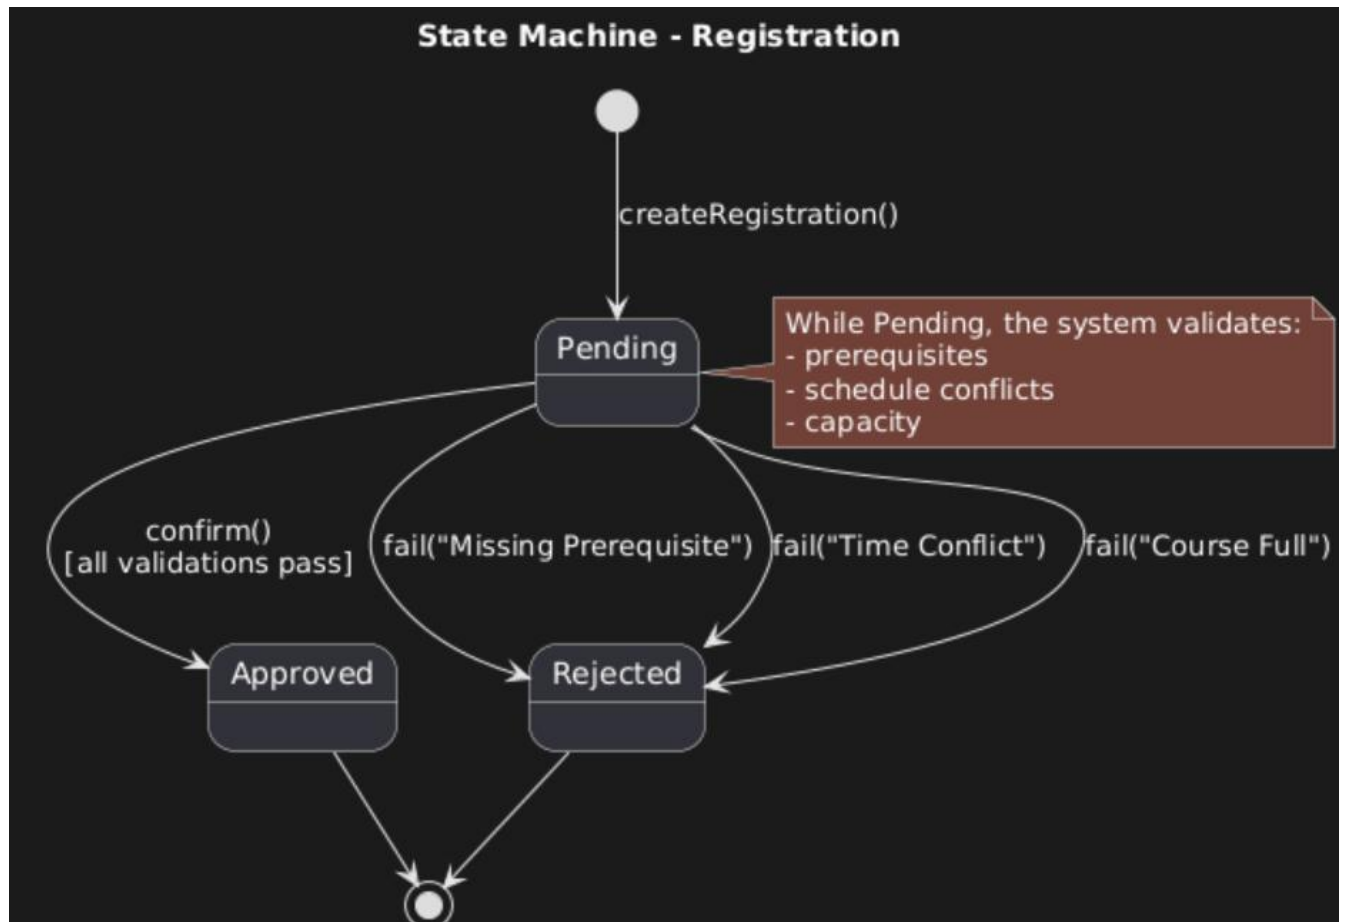 State Machine - Registration
createRegistration()
Pending
While Pending, the system validates:
- prerequisites
- schedule conflicts
- capacity
confirm()
[all validations pass]
fail("Missing Prerequisite")
fail("Time Conflict")
fail("Course Full")
Approved
Rejected